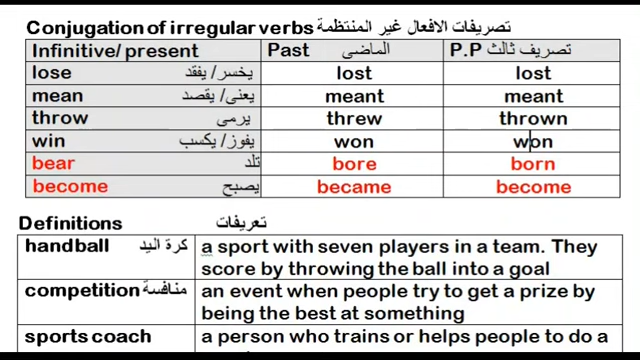 Conjugation of irregular verbs تصريفات الافعال غير المنتظمة
Infinitive/ present Past الماضى P.P تصريف ثالث
lose يخسر/ يفقد lost lost
mean يعنى/ يقصد meant meant
throw يرمى threw thrown
win يفوز/ يكسب won won
bear تلد bore born
become يصبح became become
Definitions تعريفات
handball كرة اليد a sport with seven players in a team. They
score by throwing the ball into a goal
competition منافسة an event when people try to get a prize by
being the best at something
sports coach a person who trains or helps people to do a